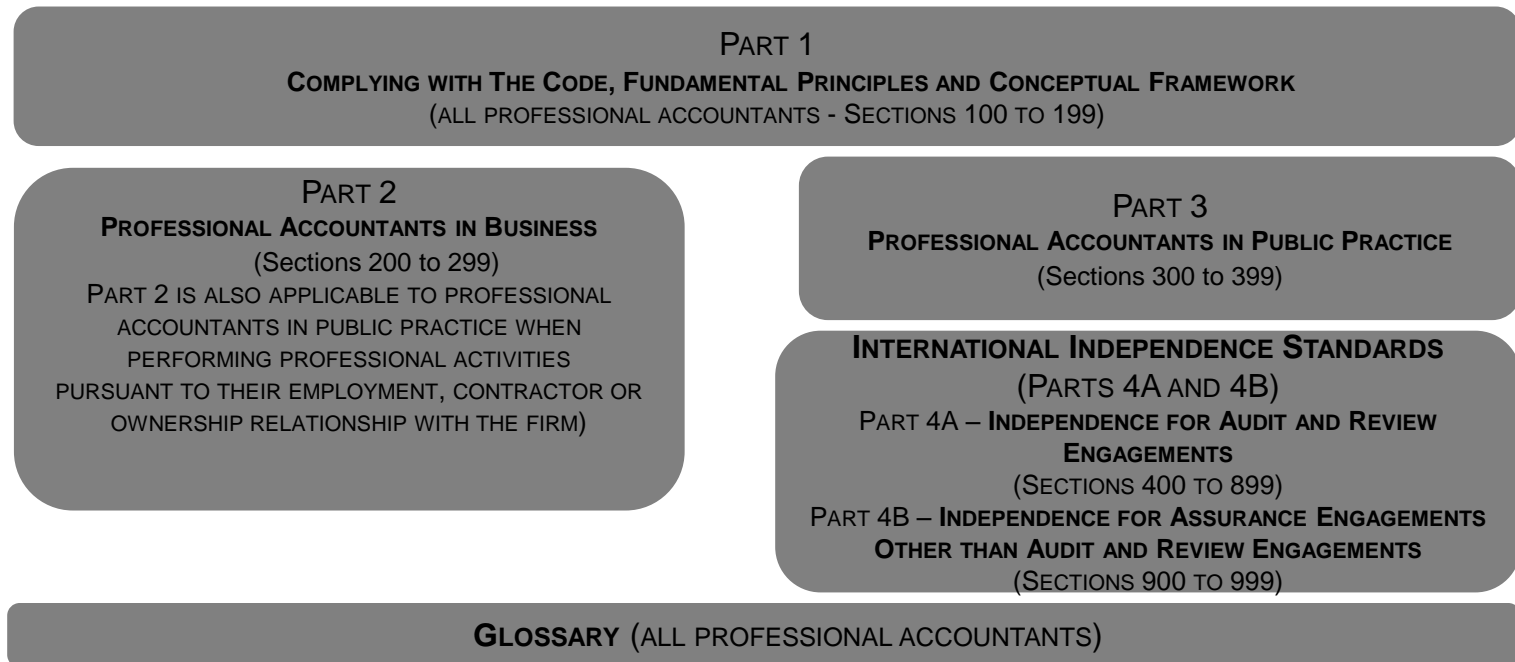 PART 1
COMPLYING WITH THE CODE, FUNDAMENTAL PRINCIPLES AND CONCEPTUAL FRAMEWORK
(ALL PROFESSIONAL ACCOUNTANTS - SECTIONS 100 TO 199)
PART 2
PROFESSIONAL ACCOUNTANTS IN BUSINESS
(Sections 200 to 299)
PART 2 IS ALSO APPLICABLE TO PROFESSIONAL
ACCOUNTANTS IN PUBLIC PRACTICE WHEN
PERFORMING PROFESSIONAL ACTIVITIES
PURSUANT TO THEIR EMPLOYMENT, CONTRACTOR OR
OWNERSHIP RELATIONSHIP WITH THE FIRM)
PART 3
PROFESSIONAL ACCOUNTANTS IN PUBLIC PRACTICE
(Sections 300 to 399)
INTERNATIONAL INDEPENDENCE STANDARDS
(PARTS 4A AND 4B)
PART 4A – INDEPENDENCE FOR AUDIT AND REVIEW
ENGAGEMENTS
(SECTIONS 400 TO 899)
PART 4B – INDEPENDENCE FOR ASSURANCE ENGAGEMENTS
OTHER THAN AUDIT AND REVIEW ENGAGEMENTS
(SECTIONS 900 TO 999)
GLOSSARY (ALL PROFESSIONAL ACCOUNTANTS)